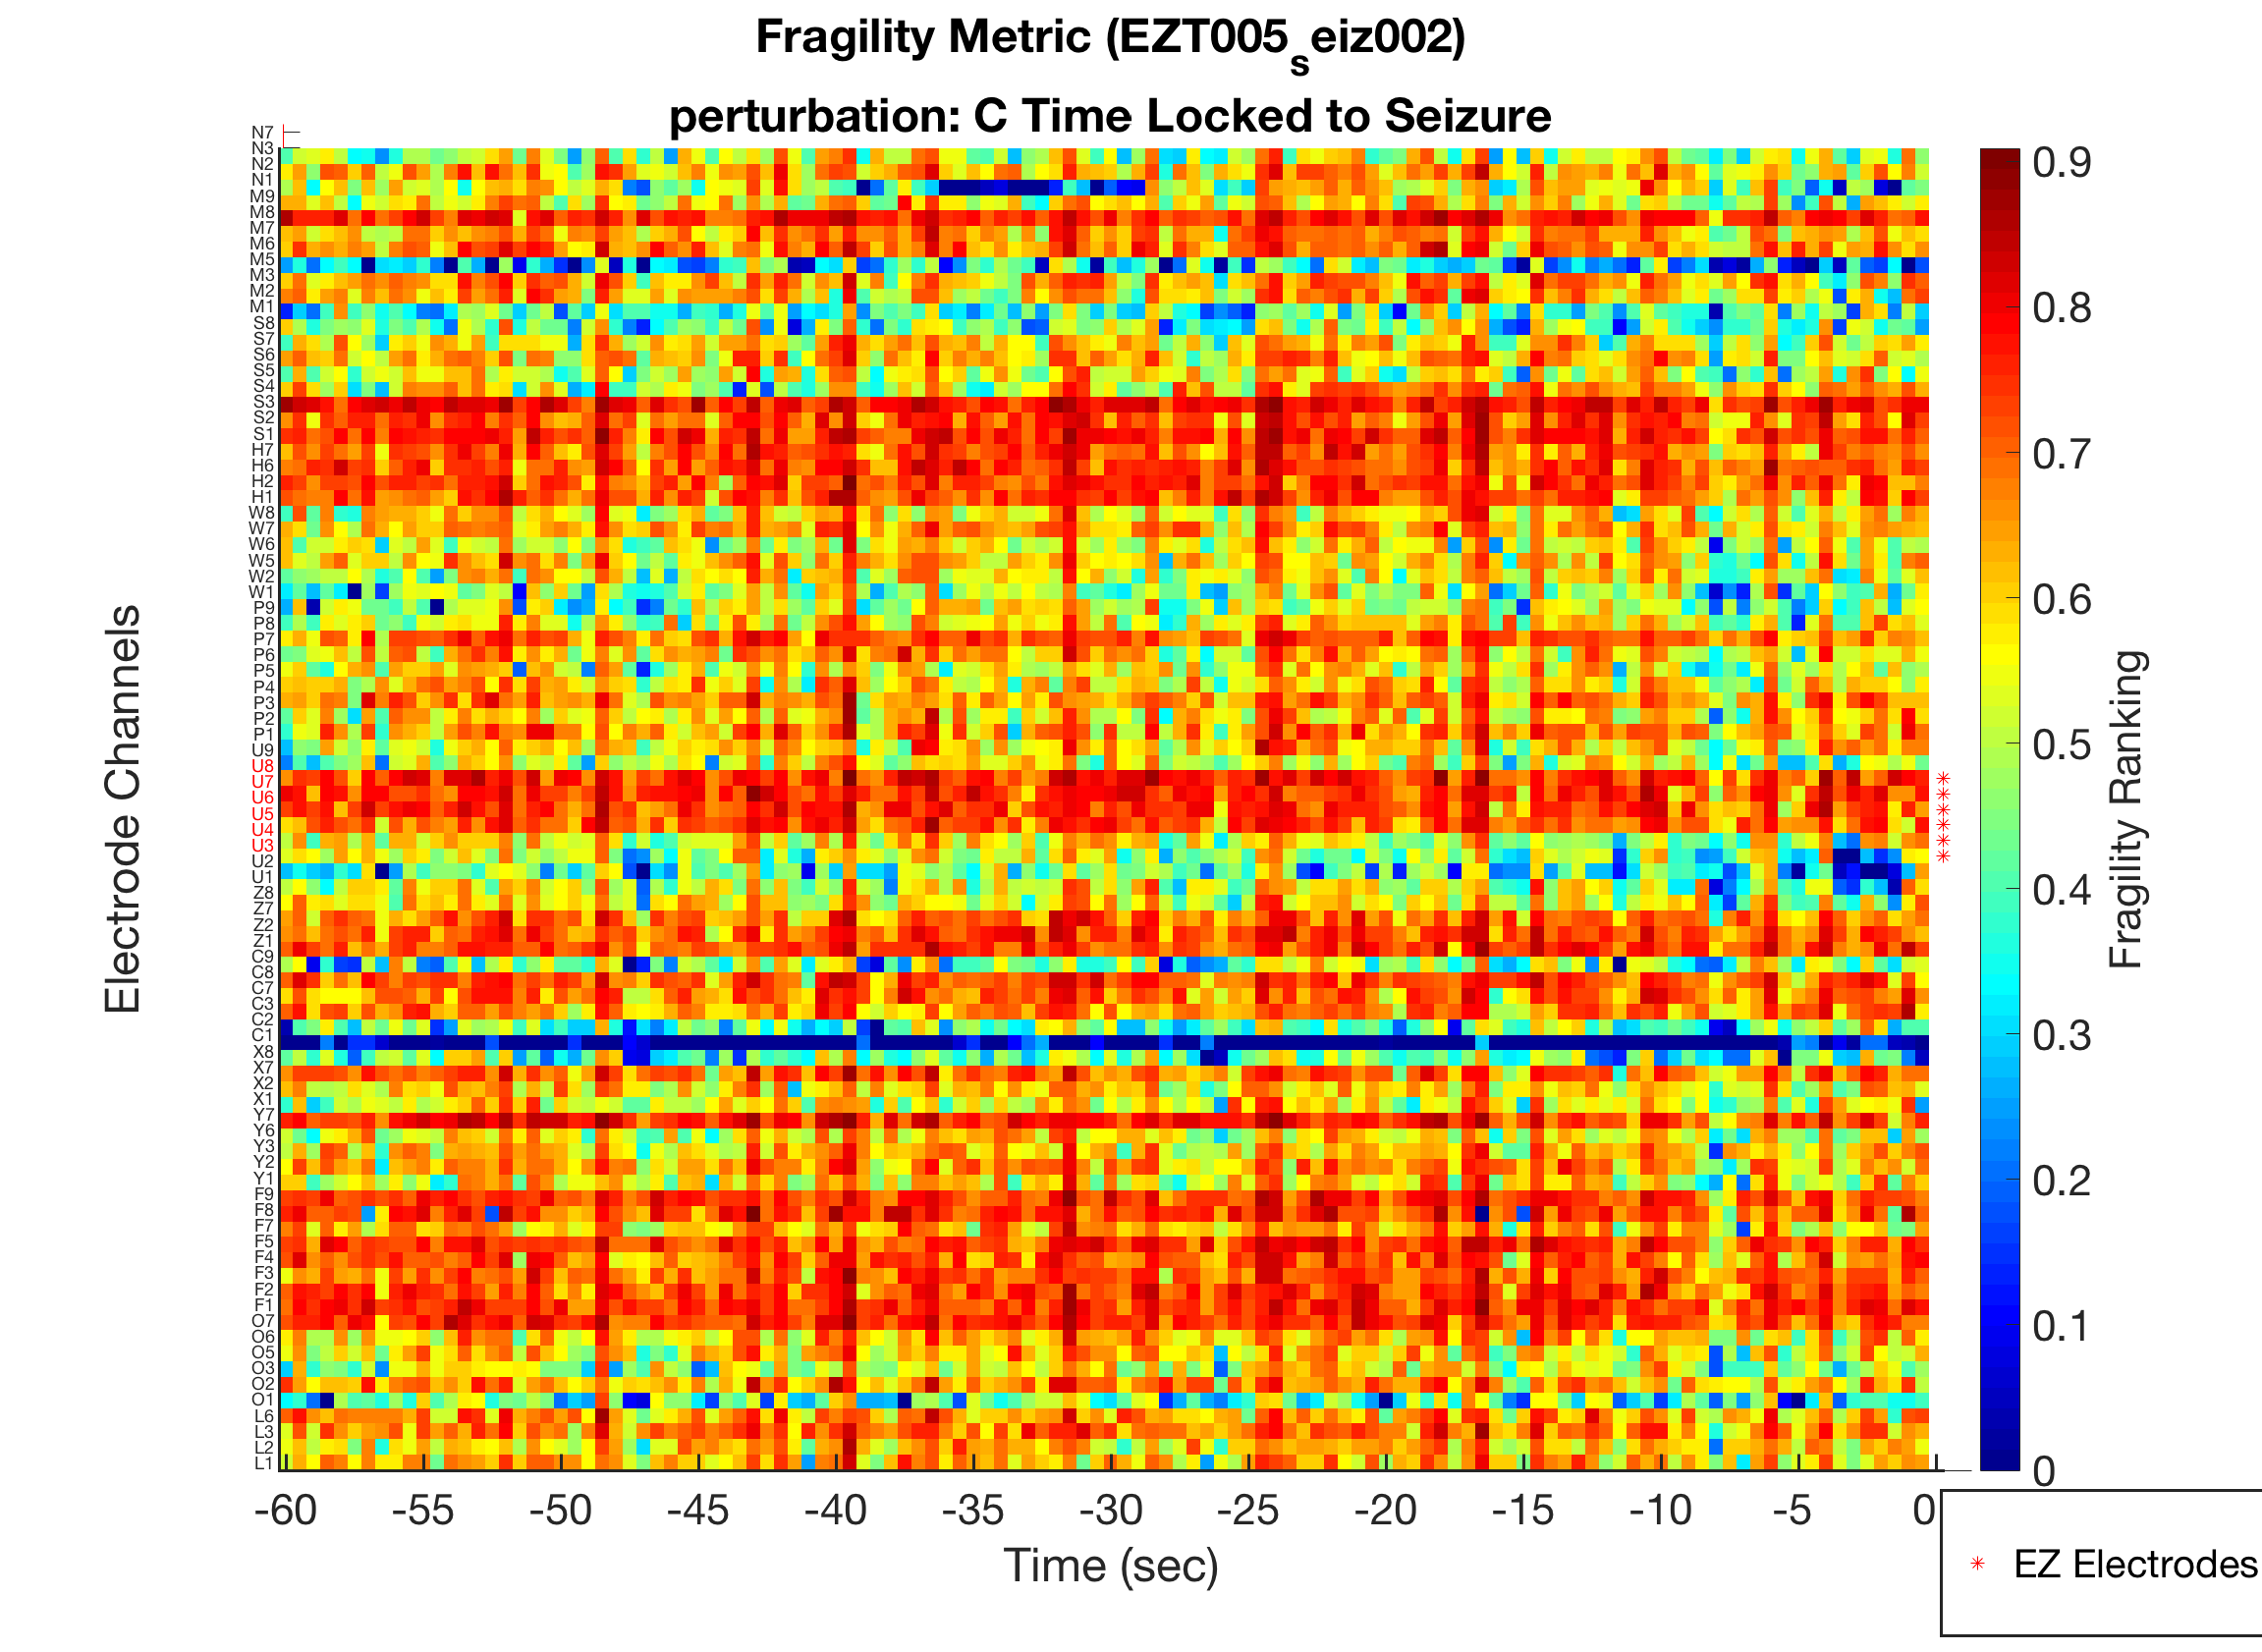 Fragility Metric (EZT005seiz002)
perturbation: C Time Locked to Seizure
Electrode Channels
N7
N3
N2
N1
M9
M8
M7
M6
M5
M3
M2
M1
S8
S7
S6
S5
S4
S3
S2
S1
H7
H6
H2
H1
W8
W7
W6
W5
W2
W1
P9
P8
P7
P6
P5
P4
P3
P2
P1
U9
U8
U7
U6
U5
U4
U3
U2
U1
Z8
Z7
Z2
Z1
C9
C8
C7
C3
C2
C1
X8
X7
X2
X1
Y7
Y6
Y3
Y2
Y1
F9
F8
F7
F5
F4
F3
F2
F1
O7
O6
O5
O3
O2
O1
L6
L3
L2
L1
-60 -55 -50 -45 -40 -35 -30 -25 -20 -15 -10 -5 0
Time (sec)
0.9
0.8
0.7
0.6
0.5
0.4
0.3
0.2
0.1
0
Fragility Ranking
EZ Electrodes